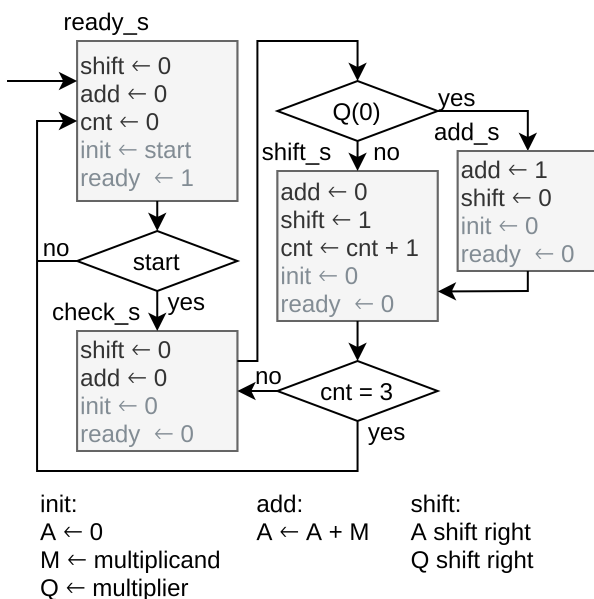 ready_s
shift ← 0
add ← 0
cnt ← 0
init ← start
ready ← 1
start
no
yes
check_s
shift ← 0
add ← 0
init ← 0
ready ← 0
Q(0)
yes
no
add_s
add ← 1
shift ← 0
init ← 0
ready ← 0
shift_s
add ← 0
shift ← 1
cnt ← cnt + 1
init ← 0
ready ← 0
cnt = 3
no
yes
init:
A ← 0
M ← multiplicand
Q ← multiplier
add:
A ← A + M
shift:
A shift right
Q shift right